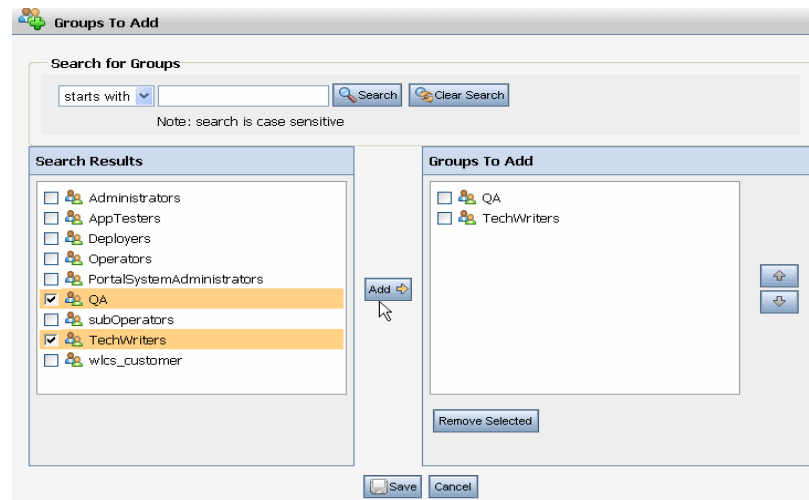 Groups To Add
Search for Groups
starts with
Search
Clear Search
Note: search is case sensitive
Search Results
Administrators
AppTesters
Deployers
Operators
PortalSystemAdministrators
QA
subOperators
TechWriters
wlcs_customer
Add
Groups To Add
QA
TechWriters
Remove Selected
Save
Cancel